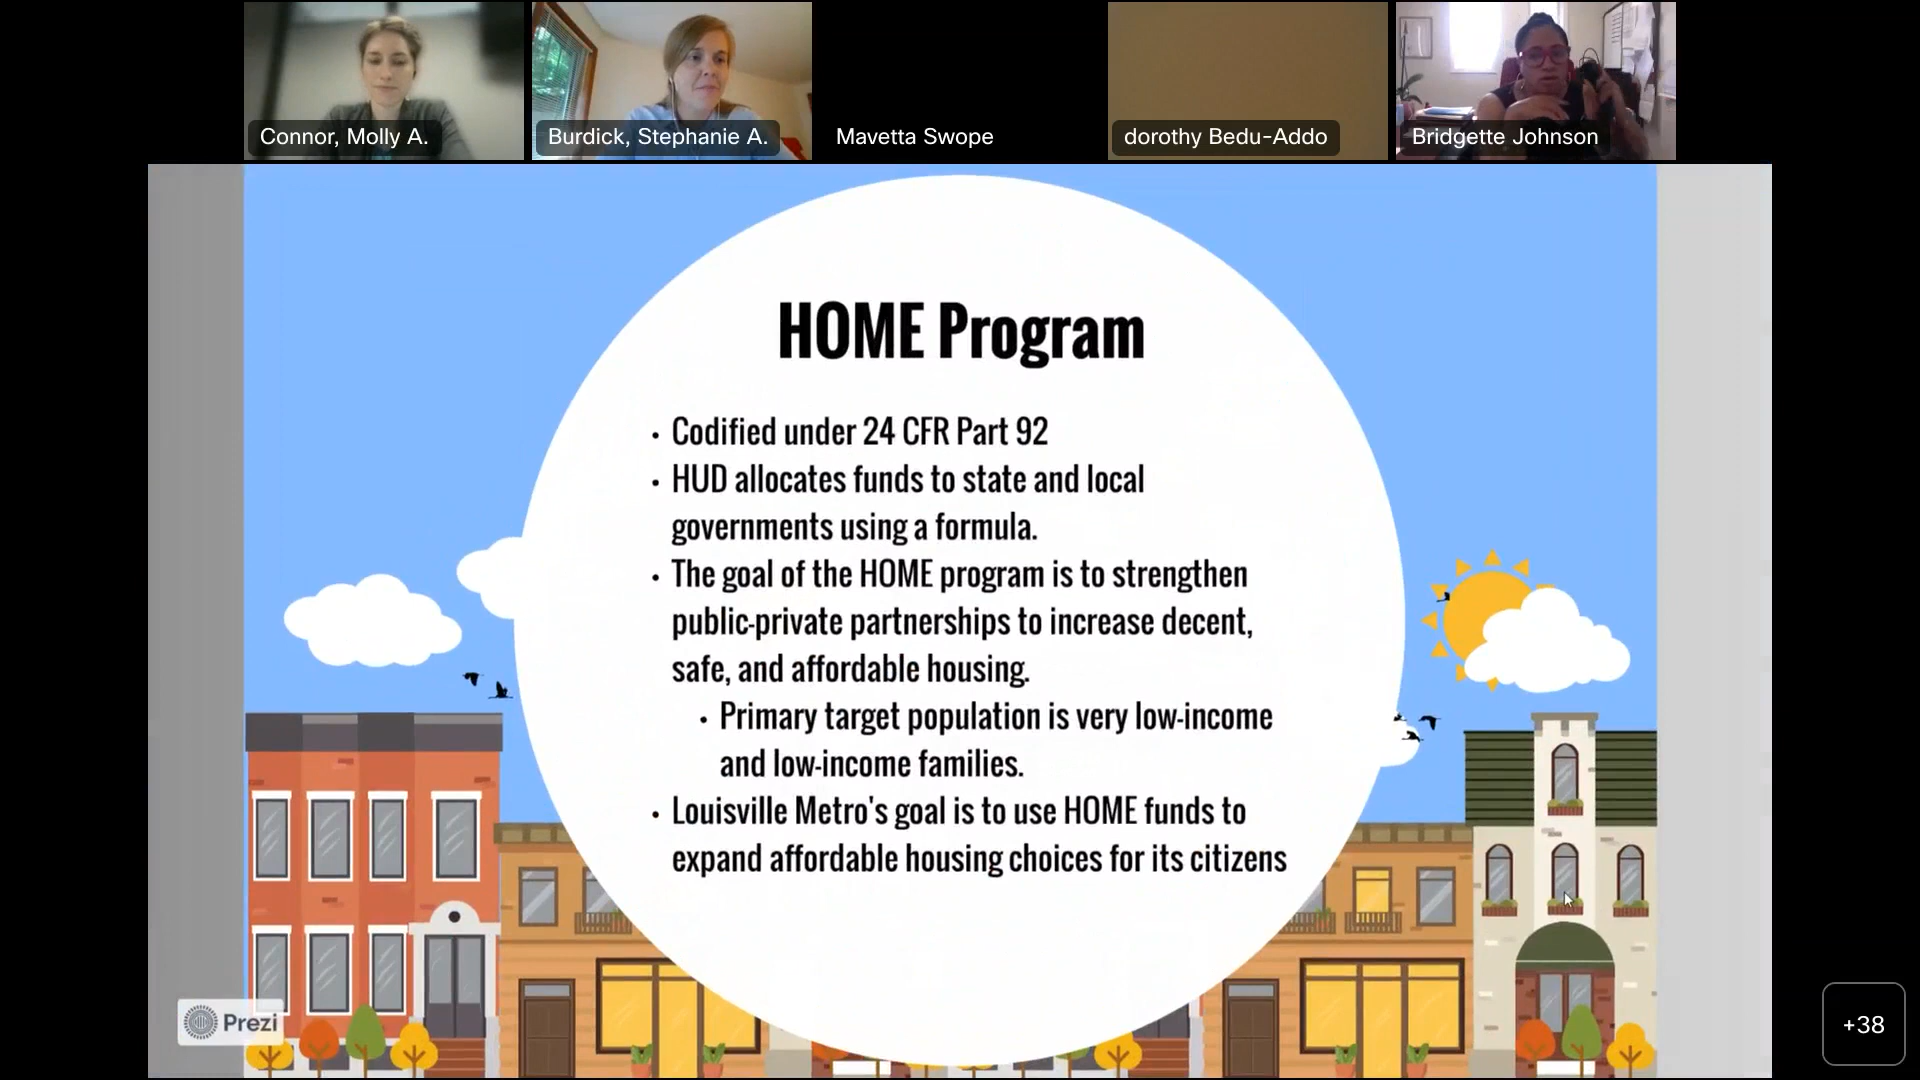 Connor, Molly A.
Burdick, Stephanie A.
Mavetta Swope
dorothy Bedu-Addo
Bridgette Johnson
HOME Program
• Codified under 24 CFR Part 92
• HUD allocates funds to state and local
governments using a formula.
• The goal of the HOME program is to strengthen
public-private partnerships to increase decent,
safe, and affordable housing.
• Primary target population is very low-income
and low-income families.
• Louisville Metro's goal is to use HOME funds to
expand affordable housing choices for its citizens
Prezi
+38